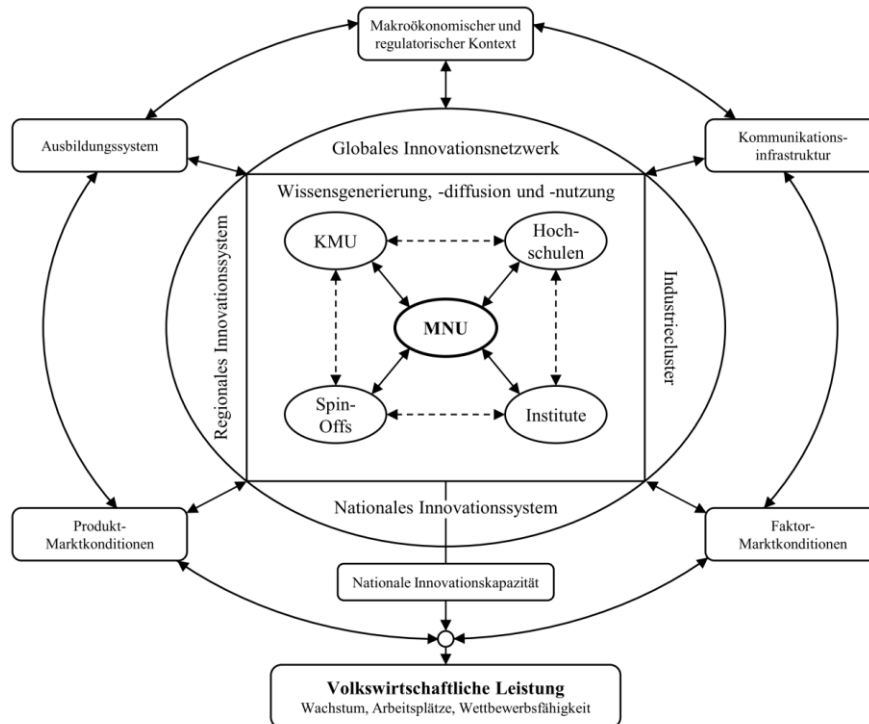 Makroökonomischer und
regulatorischer Kontext
Ausbildungssystem
Kommunikations-
infrastruktur
Globales Innovationsnetzwerk
Wissensgenerierung, -diffusion und -nutzung
KMU
Hoch-
schulen
Regionales Innovationssystem
MNU
Industriecluster
Spin-
Offs
Institute
Nationales Innovationssystem
Produkt-
Marktkonditionen
Faktor-
Marktkonditionen
Nationale Innovationskapazität
Volkswirtschaftliche Leistung
Wachstum, Arbeitsplätze, Wettbewerbsfähigkeit